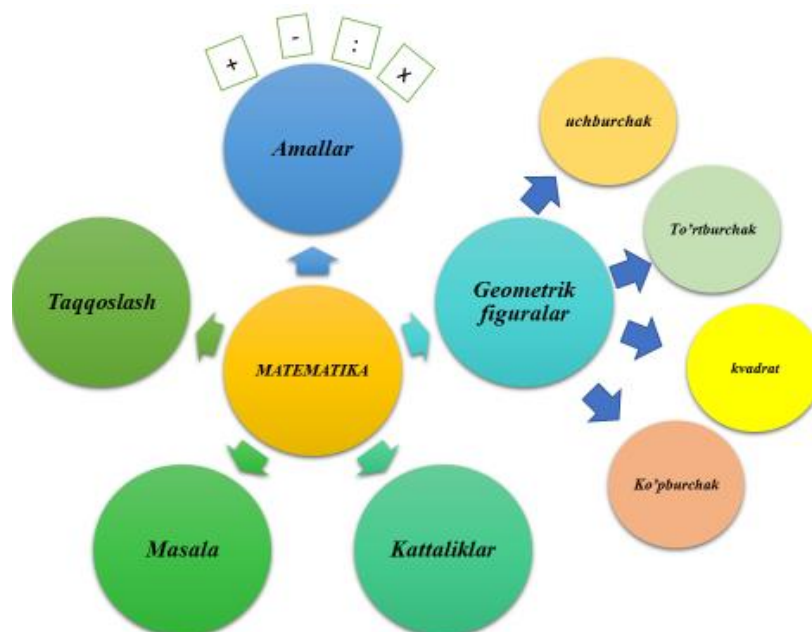 +
-
:
x
Amallar
uchburchak
To’rtburchak
Taqqoslash
Geometrik
figuralar
MATEMATIKA
kvadrat
Ko’pburchak
Masala
Kattaliklar